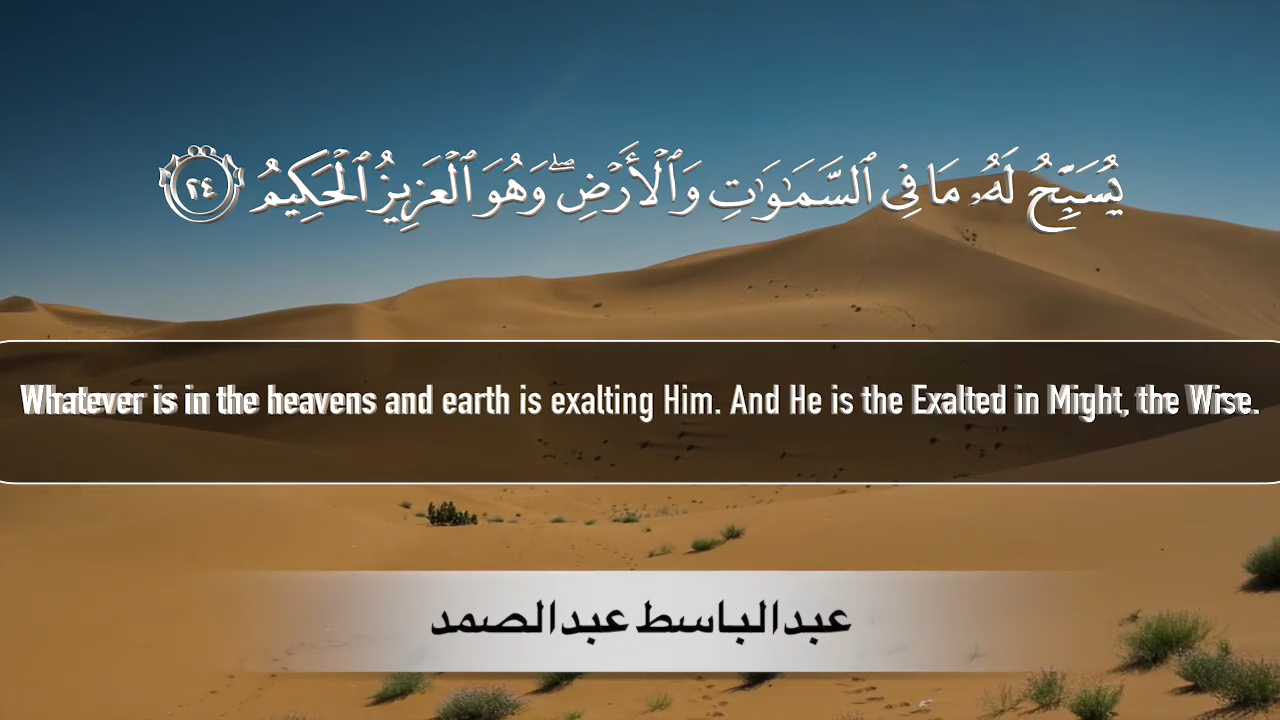 يُسَبِّحُ لَهُۥ مَا فِى ٱلسَّمَـٰوَٰتِ وَٱلْأَرْضِ ۖ وَهُوَ ٱلْعَزِيزُ ٱلْحَكِيمُ ٢٤
Whatever is in the heavens and earth is exalting Him. And He is the Exalted in Might, the Wise.
عبدالباسط عبدالصمد